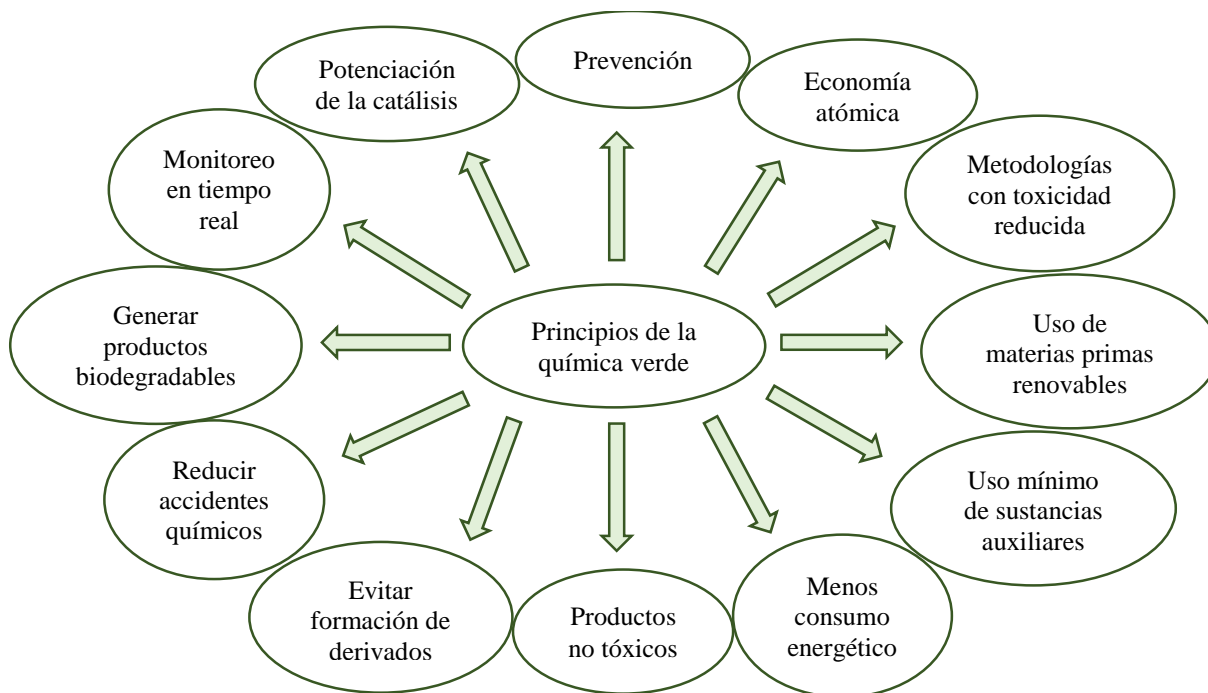 Prevención
Potenciación
de la catálisis
Economía
atómica
Monitoreo
en tiempo
real
Metodologías
con toxicidad
reducida
Generar
productos
biodegradables
Principios de la
química verde
Uso de
materias primas
renovables
Reducir
accidentes
químicos
Uso mínimo
de sustancias
auxiliares
Evitar
formación de
derivados
Productos
no tóxicos
Menos
consumo
energético